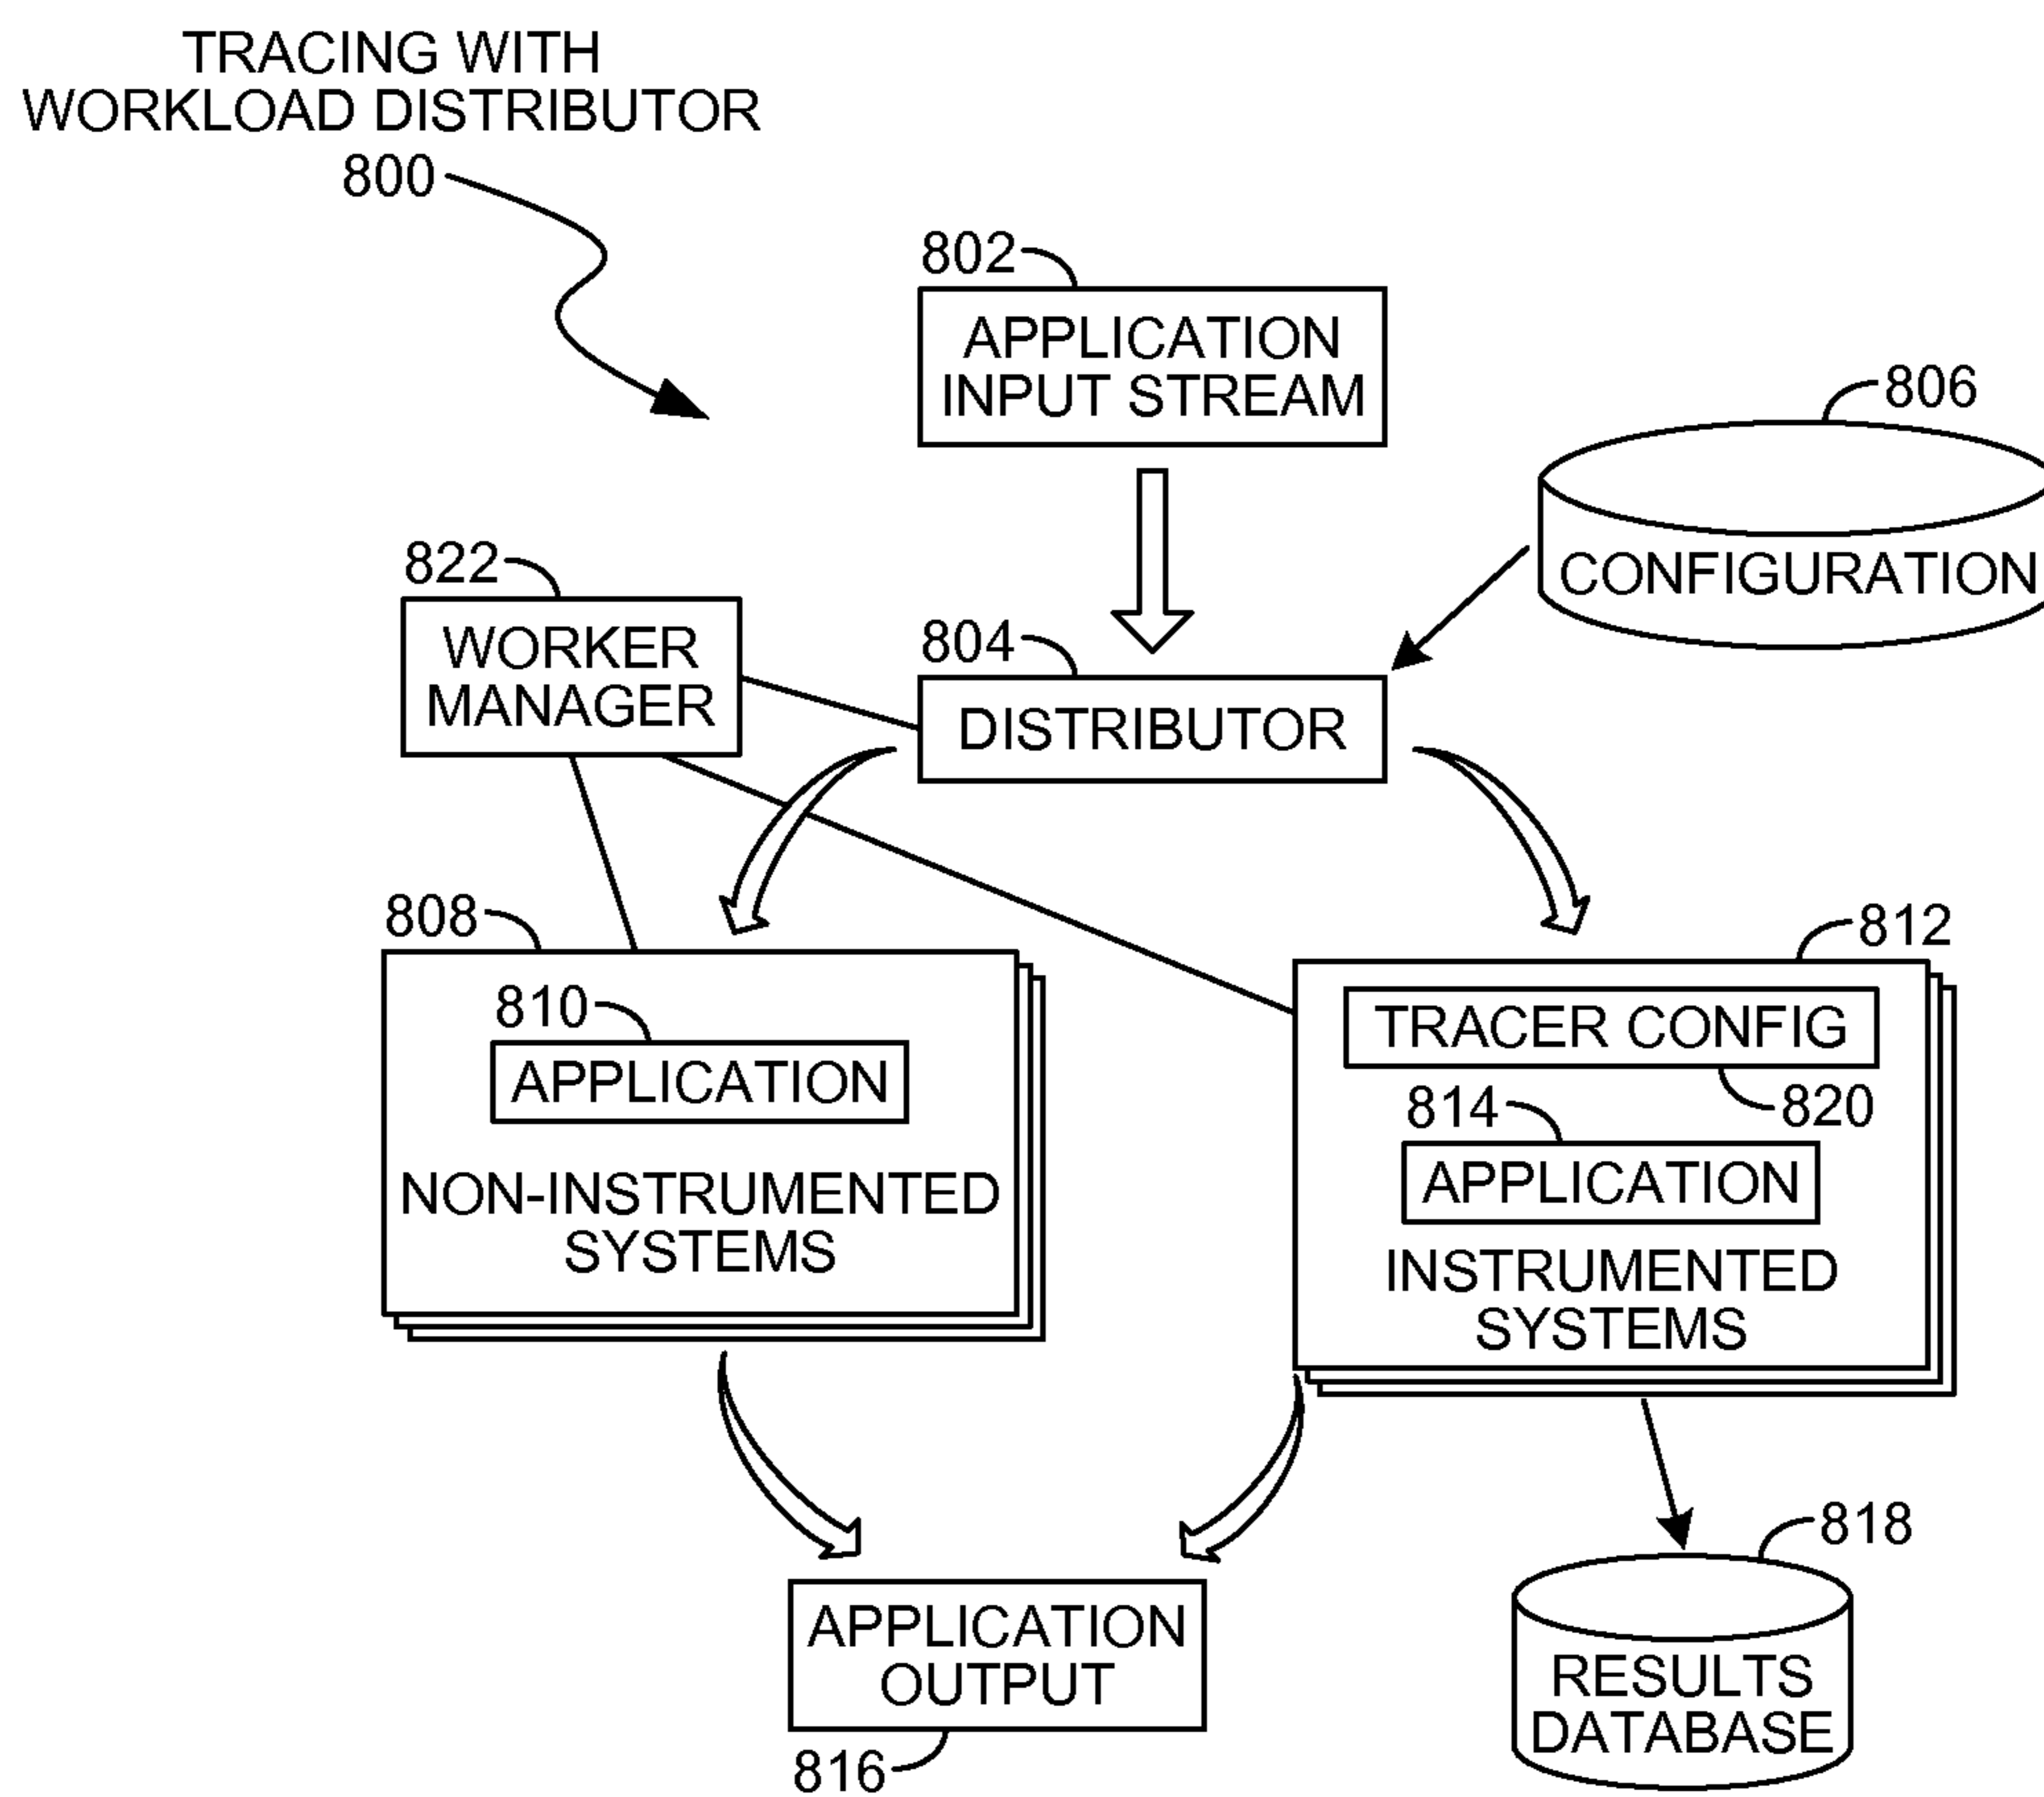 TRACING WITH
WORKLOAD DISTRIBUTOR
800
802
APPLICATION
INPUT STREAM
806
CONFIGURATION
822
WORKER
MANAGER
804
DISTRIBUTOR
808
810
APPLICATION
NON-INSTRUMENTED
SYSTEMS
812
TRACER CONFIG
820
814
APPLICATION
INSTRUMENTED
SYSTEMS
APPLICATION
OUTPUT
816
818
RESULTS
DATABASE